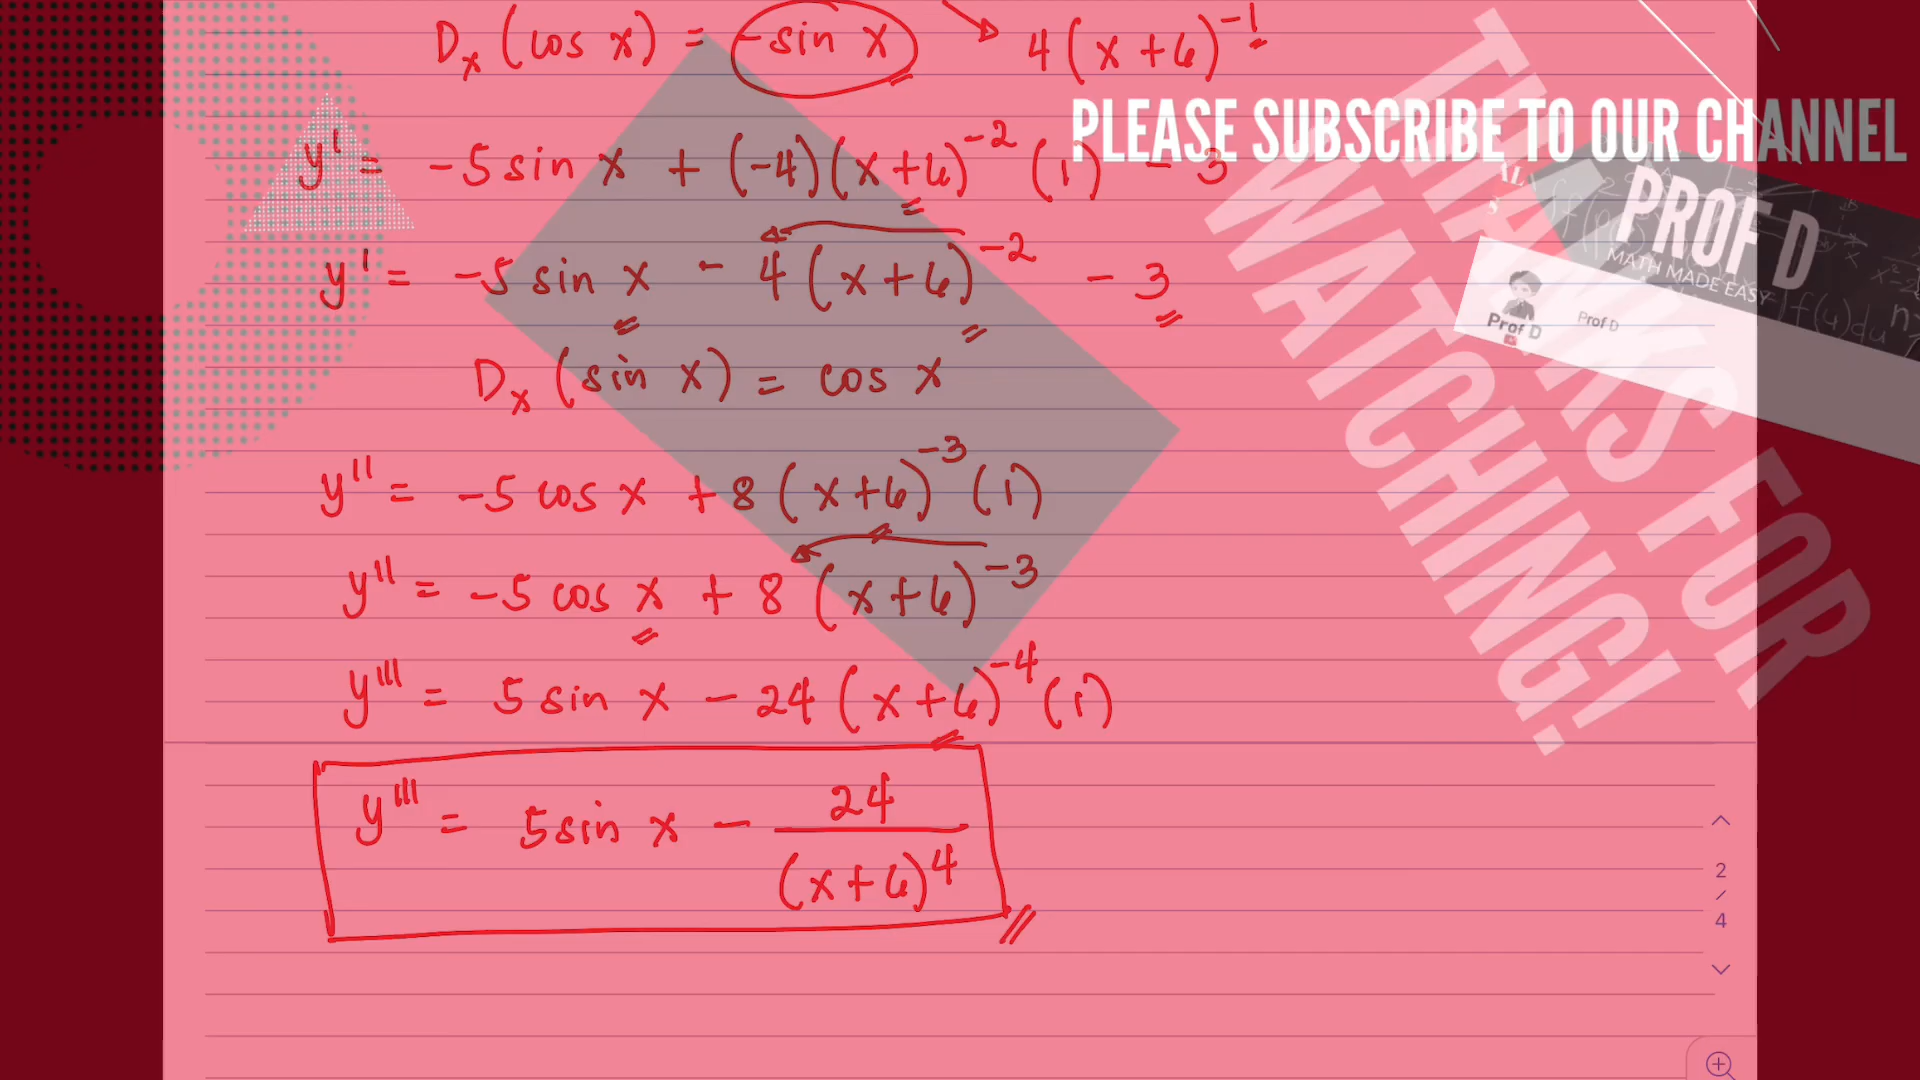 Dx (cos x) = -sin x → 4(x+6)^-1
PLEASE SUBSCRIBE TO OUR CHANNEL
y' = -5 sin x + (-4)(x+6)^-2 (1) - 3
PROF D
MATH MADE EASY
y' = -5 sin x - 4(x+6)^-2 - 3
Prof D
Prof D
THANKS FOR
WATCHING!
Dx (sin x) = cos x
y'' = -5 cos x + 8(x+6)^-3 (1)
y'' = -5 cos x + 8(x+6)^-3
y''' = 5 sin x - 24(x+6)^-4 (1)
y''' = 5 sin x - 24/(x+6)^4
2
/
4